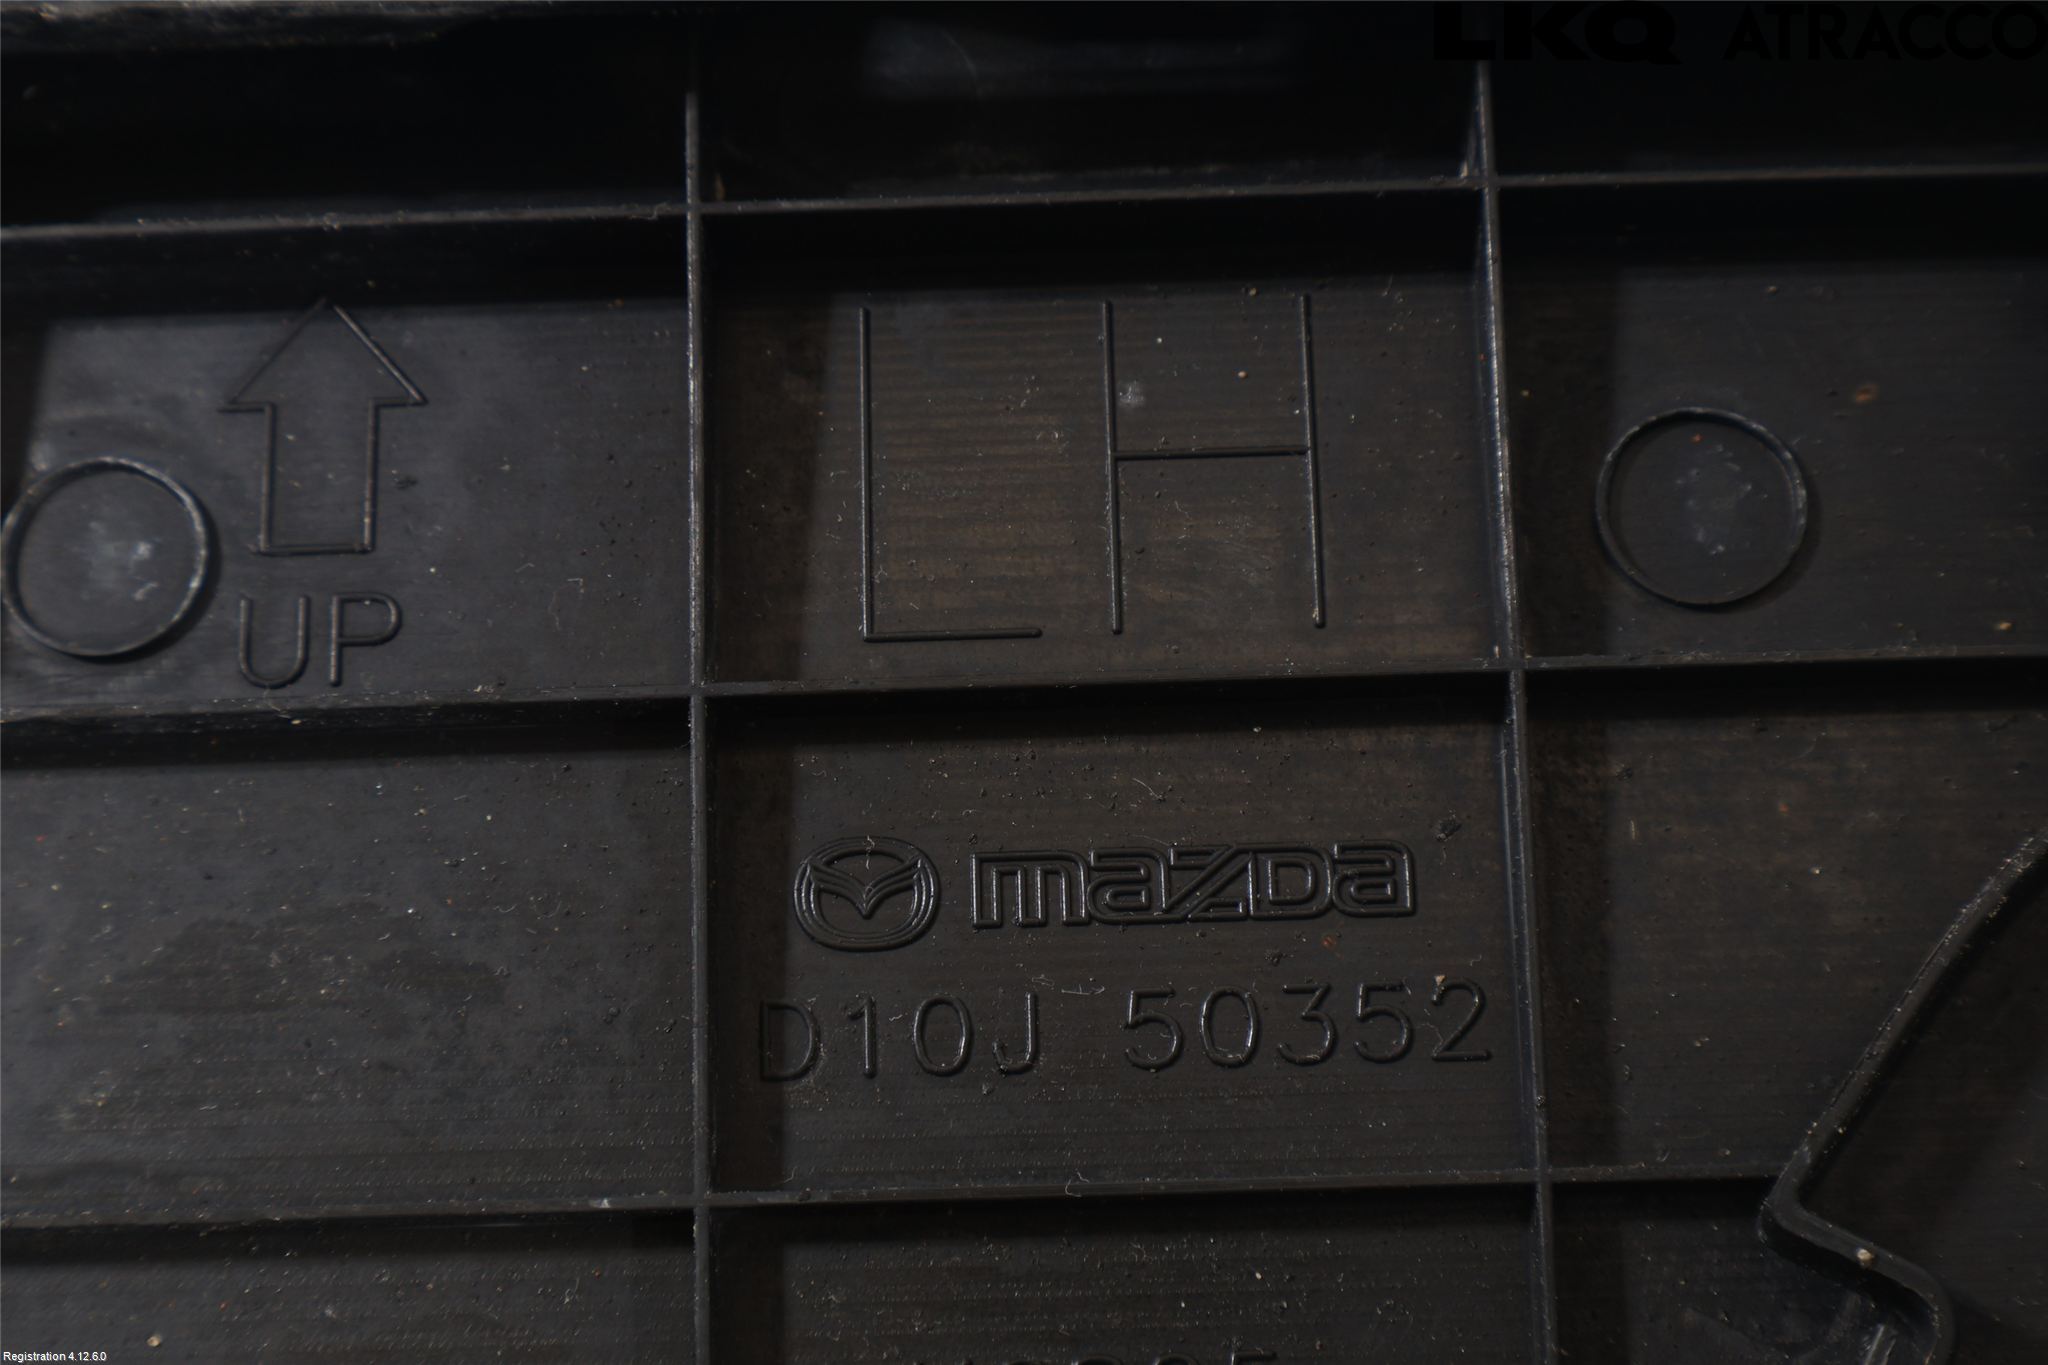 LKQ ATRACCO
LH
UP
mazda
D10J 50352
Registration 4.12.6.0